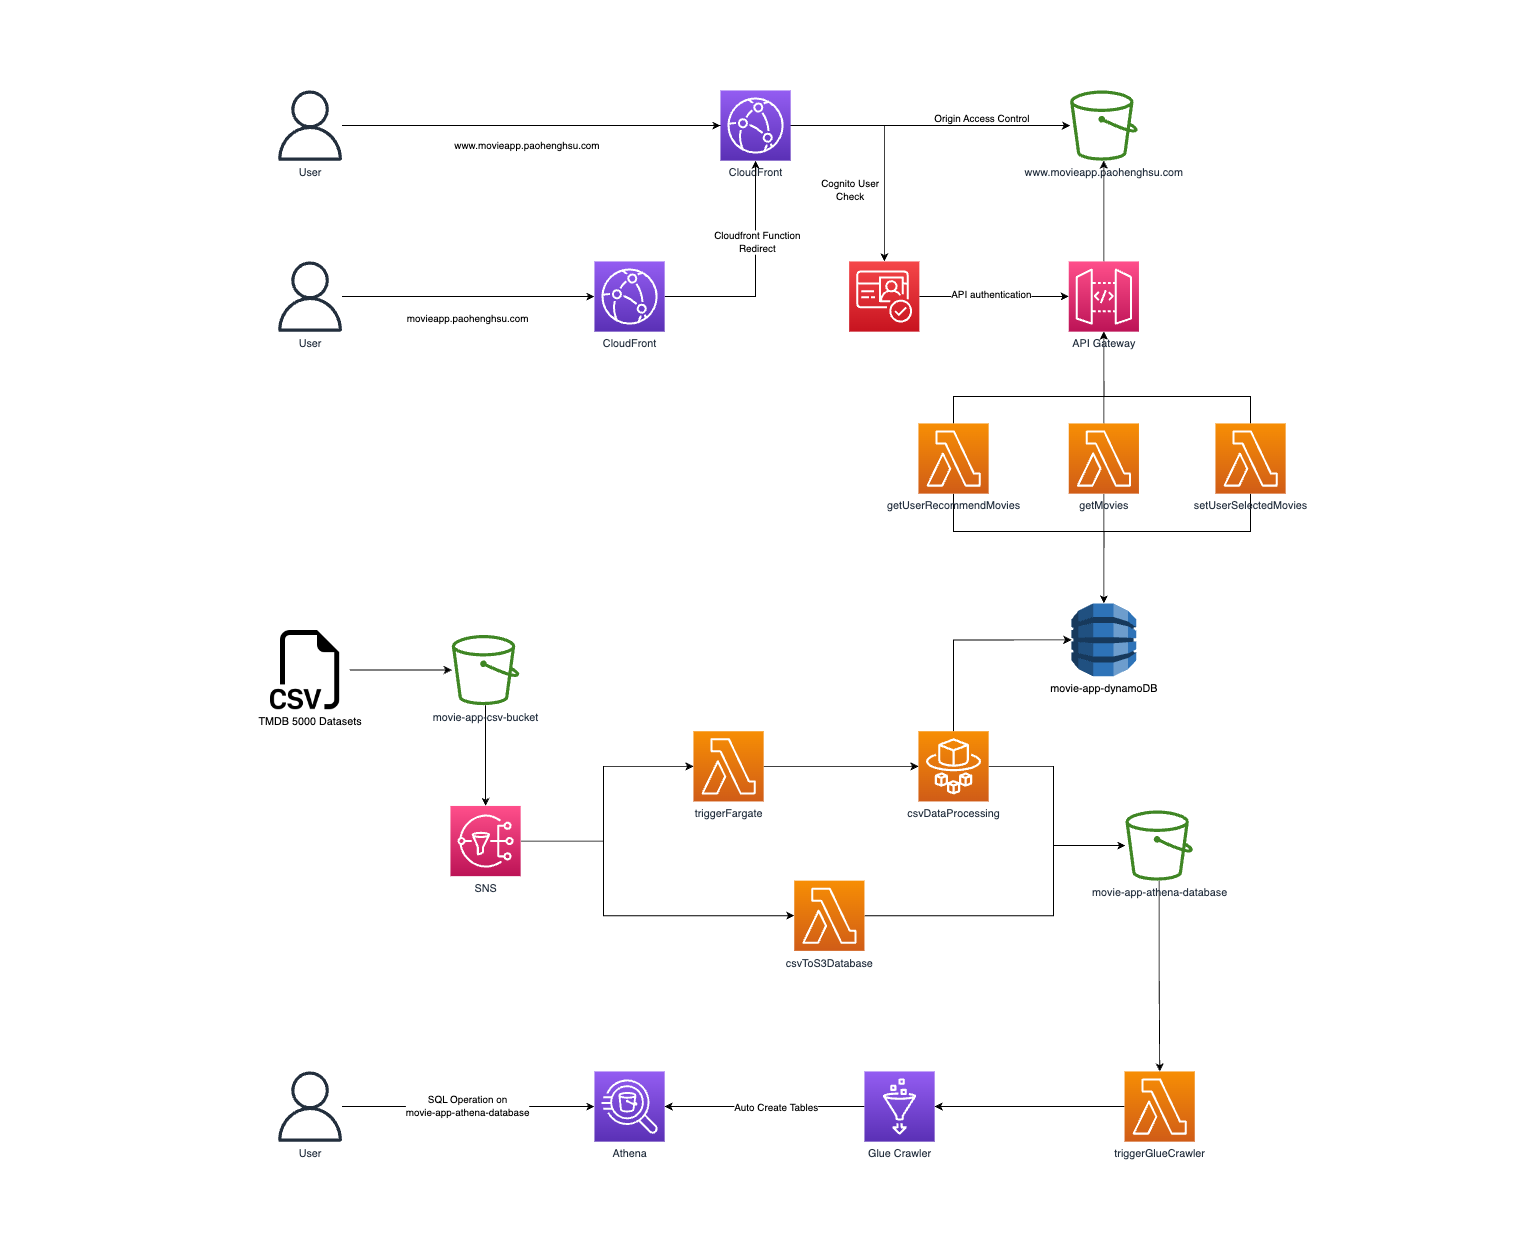 Origin Access Control
www.movieapp.paohenghsu.com
User
CloudFront
www.movieapp.paohenghsu.com
Cognito User
Check
Cloudfront Function
Redirect
API authentication
movieapp.paohenghsu.com
User
CloudFront
API Gateway
getUserRecommendMovies
getMovies
setUserSelectedMovies
CSV
TMDB 5000 Datasets
movie-app-csv-bucket
movie-app-dynamoDB
triggerFargate
csvDataProcessing
SNS
movie-app-athena-database
csvToS3Database
SQL Operation on
movie-app-athena-database
Auto Create Tables
User
Athena
Glue Crawler
triggerGlueCrawler